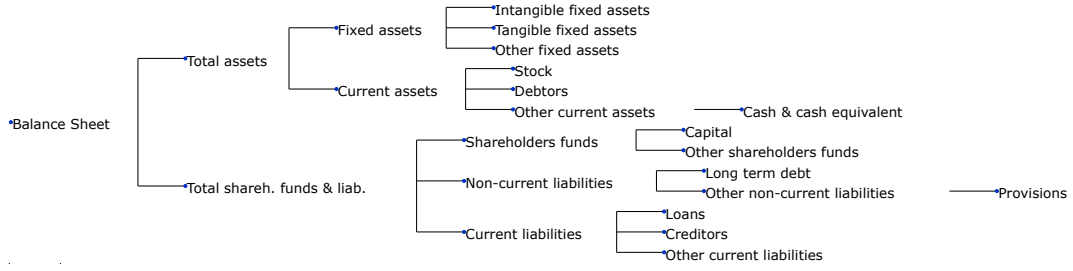 Intangible fixed assets
Fixed assets
Tangible fixed assets
Other fixed assets
Total assets
Stock
Current assets
Debtors
Other current assets
Cash & cash equivalent
Balance Sheet
Capital
Shareholders funds
Other shareholders funds
Long term debt
Total shareh. funds & liab.
Non-current liabilities
Other non-current liabilities
Provisions
Loans
Current liabilities
Creditors
Other current liabilities